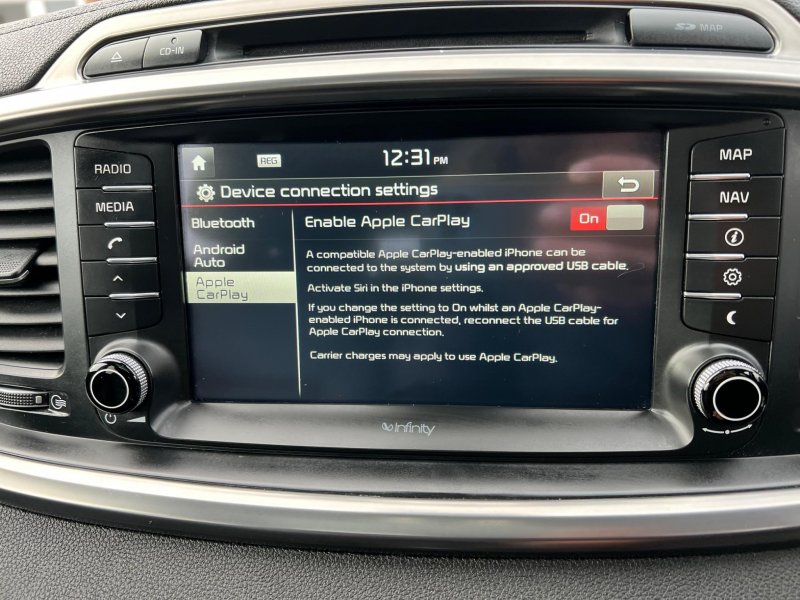 CD-IN
SD MAP
RADIO
MEDIA
REG
12:31 PM
Device connection settings
Bluetooth
Android
Auto
Apple
CarPlay
Enable Apple CarPlay
On
A compatible Apple CarPlay-enabled iPhone can be
connected to the system by using an approved USB cable.
Activate Siri in the iPhone settings.
If you change the setting to On whilst an Apple CarPlay-
enabled iPhone is connected, reconnect the USB cable for
Apple CarPlay connection.
Carrier charges may apply to use Apple CarPlay.
MAP
NAV
Infinity